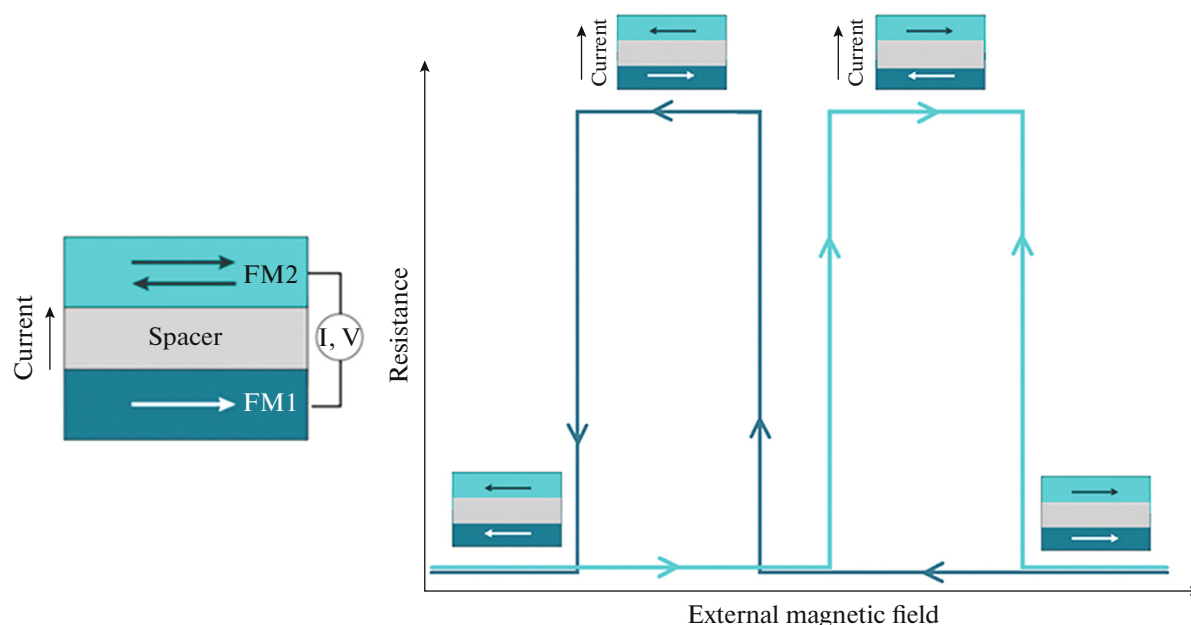 Current
FM2
Spacer
I, V
FM1
Resistance
Current
Current
External magnetic field